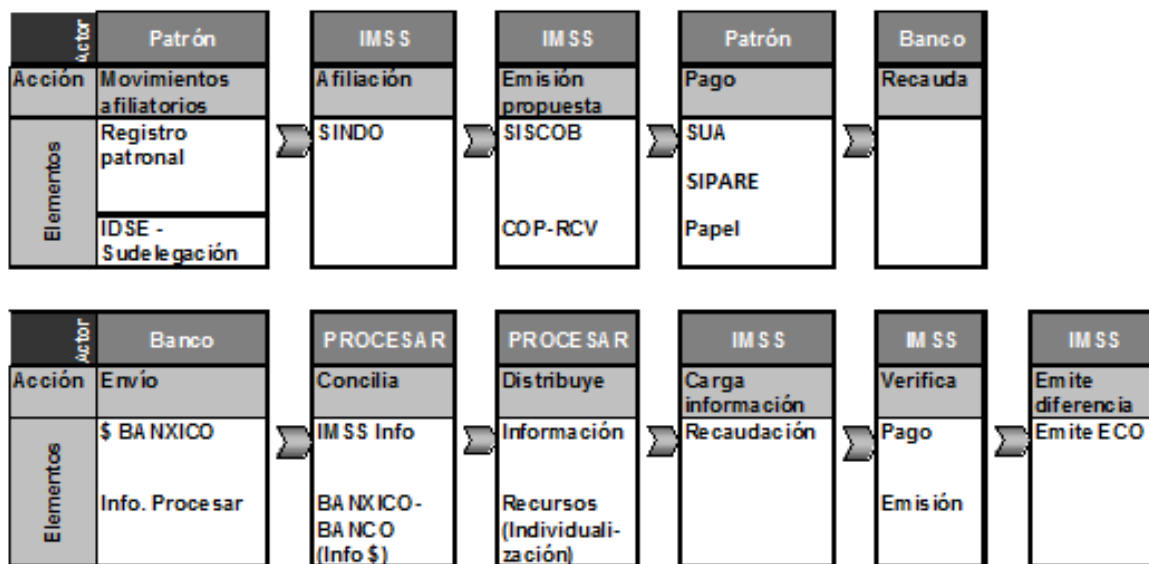 Actor
Patrón
IMSS
IMSS
Patrón
Banco
Acción
Movimientos
afiliatorios
Afiliación
Emisión
propuesta
Pago
Recauda
Elementos
Registro
patronal
IDSE -
Sudelegación
SINDO
SISCOB
COP-RCV
SUA
SIPARE
Papel
Actor
Banco
PROCESAR
PROCESAR
IMSS
IMSS
IMSS
Acción
Envío
Concilia
Distribuye
Carga
información
Verifica
Emite
diferencia
Elementos
$ BANXICO
Info. Procesar
IMSS Info
BANXICO-
BANCO
(Info $)
Información
Recursos
(Individuali-
zación)
Recaudación
Pago
Emisión
Emite ECO